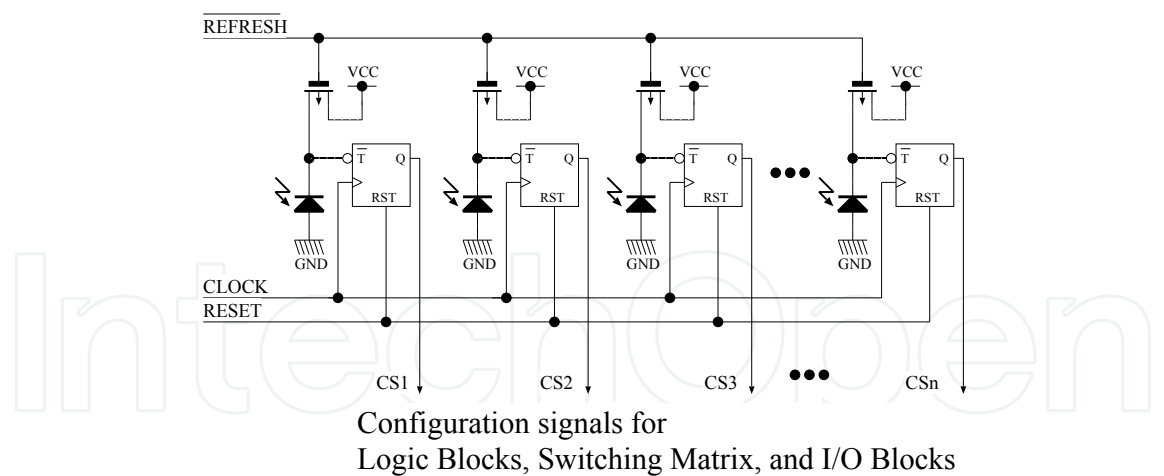 REFRESH
VCC VCC VCC VCC
T Q T Q T Q T Q
RST RST RST RST
GND GND GND GND
CLOCK
RESET
CS1 CS2 CS3 CSn
Configuration signals for
Logic Blocks, Switching Matrix, and I/O Blocks
IntechOpen